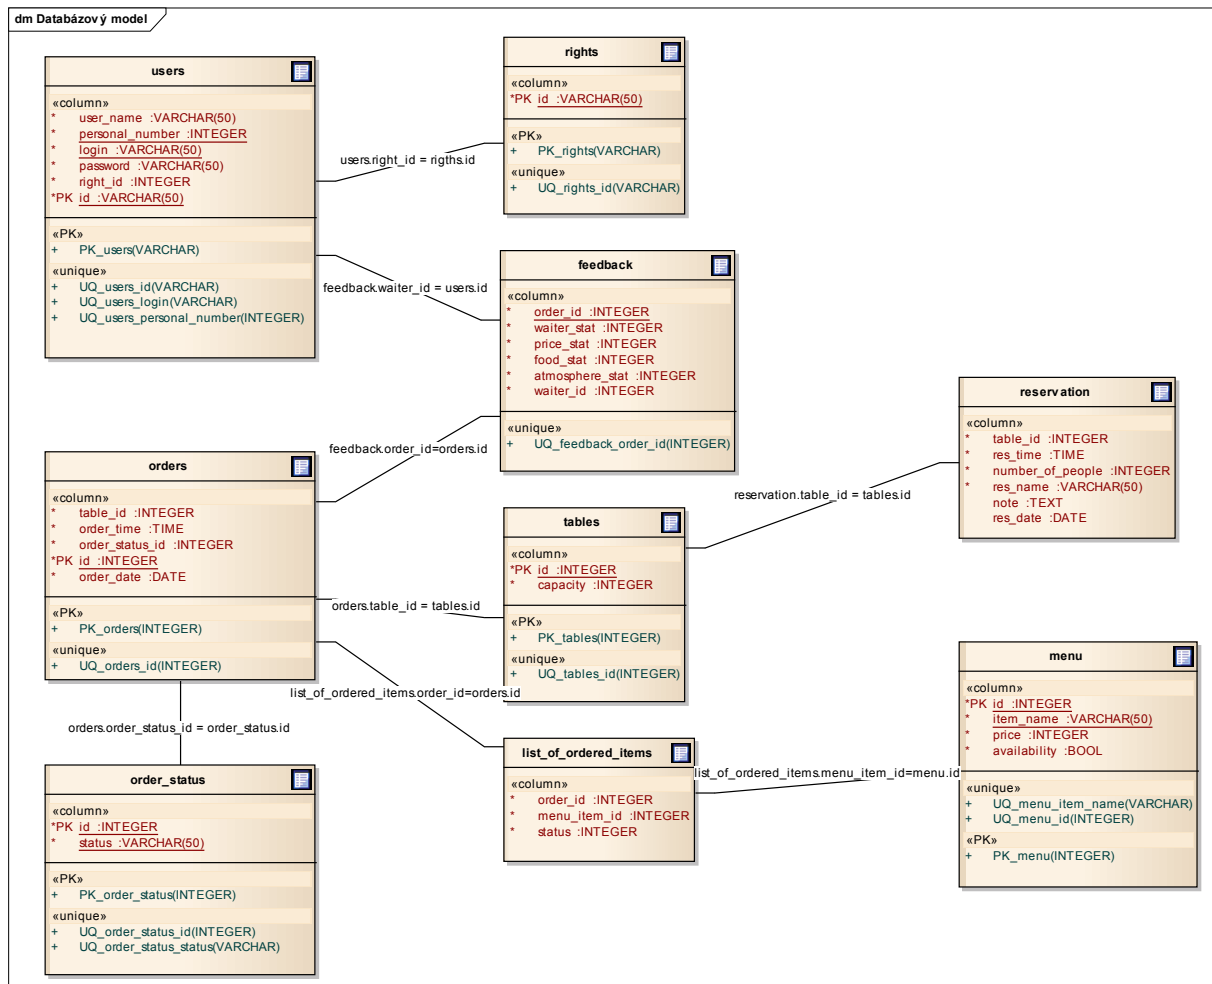 dm Databázový model
users
«column»
* user_name :VARCHAR(50)
* personal_number :INTEGER
* login :VARCHAR(50)
* password :VARCHAR(50)
* right_id :INTEGER
*PK id :VARCHAR(50)
«PK»
+ PK_users(VARCHAR)
«unique»
+ UQ_users_id(VARCHAR)
+ UQ_users_login(VARCHAR)
+ UQ_users_personal_number(INTEGER)
users.right_id = rigths.id
rights
«column»
*PK id :VARCHAR(50)
«PK»
+ PK_rights(VARCHAR)
«unique»
+ UQ_rights_id(VARCHAR)
feedback.waiter_id = users.id
feedback
«column»
* order_id :INTEGER
* waiter_stat :INTEGER
* price_stat :INTEGER
* food_stat :INTEGER
* atmosphere_stat :INTEGER
* waiter_id :INTEGER
«unique»
+ UQ_feedback_order_id(INTEGER)
feedback.order_id=orders.id
orders
«column»
* table_id :INTEGER
* order_time :TIME
* order_status_id :INTEGER
*PK id :INTEGER
* order_date :DATE
«PK»
+ PK_orders(INTEGER)
«unique»
+ UQ_orders_id(INTEGER)
orders.table_id = tables.id
tables
«column»
*PK id :INTEGER
* capacity :INTEGER
«PK»
+ PK_tables(INTEGER)
«unique»
+ UQ_tables_id(INTEGER)
reservation.table_id = tables.id
reservation
«column»
* table_id :INTEGER
* res_time :TIME
* number_of_people :INTEGER
* res_name :VARCHAR(50)
note :TEXT
res_date :DATE
list_of_ordered_items.order_id=orders.id
orders.order_status_id = order_status.id
order_status
«column»
*PK id :INTEGER
* status :VARCHAR(50)
«PK»
+ PK_order_status(INTEGER)
«unique»
+ UQ_order_status_id(INTEGER)
+ UQ_order_status_status(VARCHAR)
list_of_ordered_items
«column»
* order_id :INTEGER
* menu_item_id :INTEGER
* status :INTEGER
list_of_ordered_items.menu_item_id=menu.id
menu
«column»
*PK id :INTEGER
* item_name :VARCHAR(50)
* price :INTEGER
* availability :BOOL
«unique»
+ UQ_menu_item_name(VARCHAR)
+ UQ_menu_id(INTEGER)
«PK»
+ PK_menu(INTEGER)